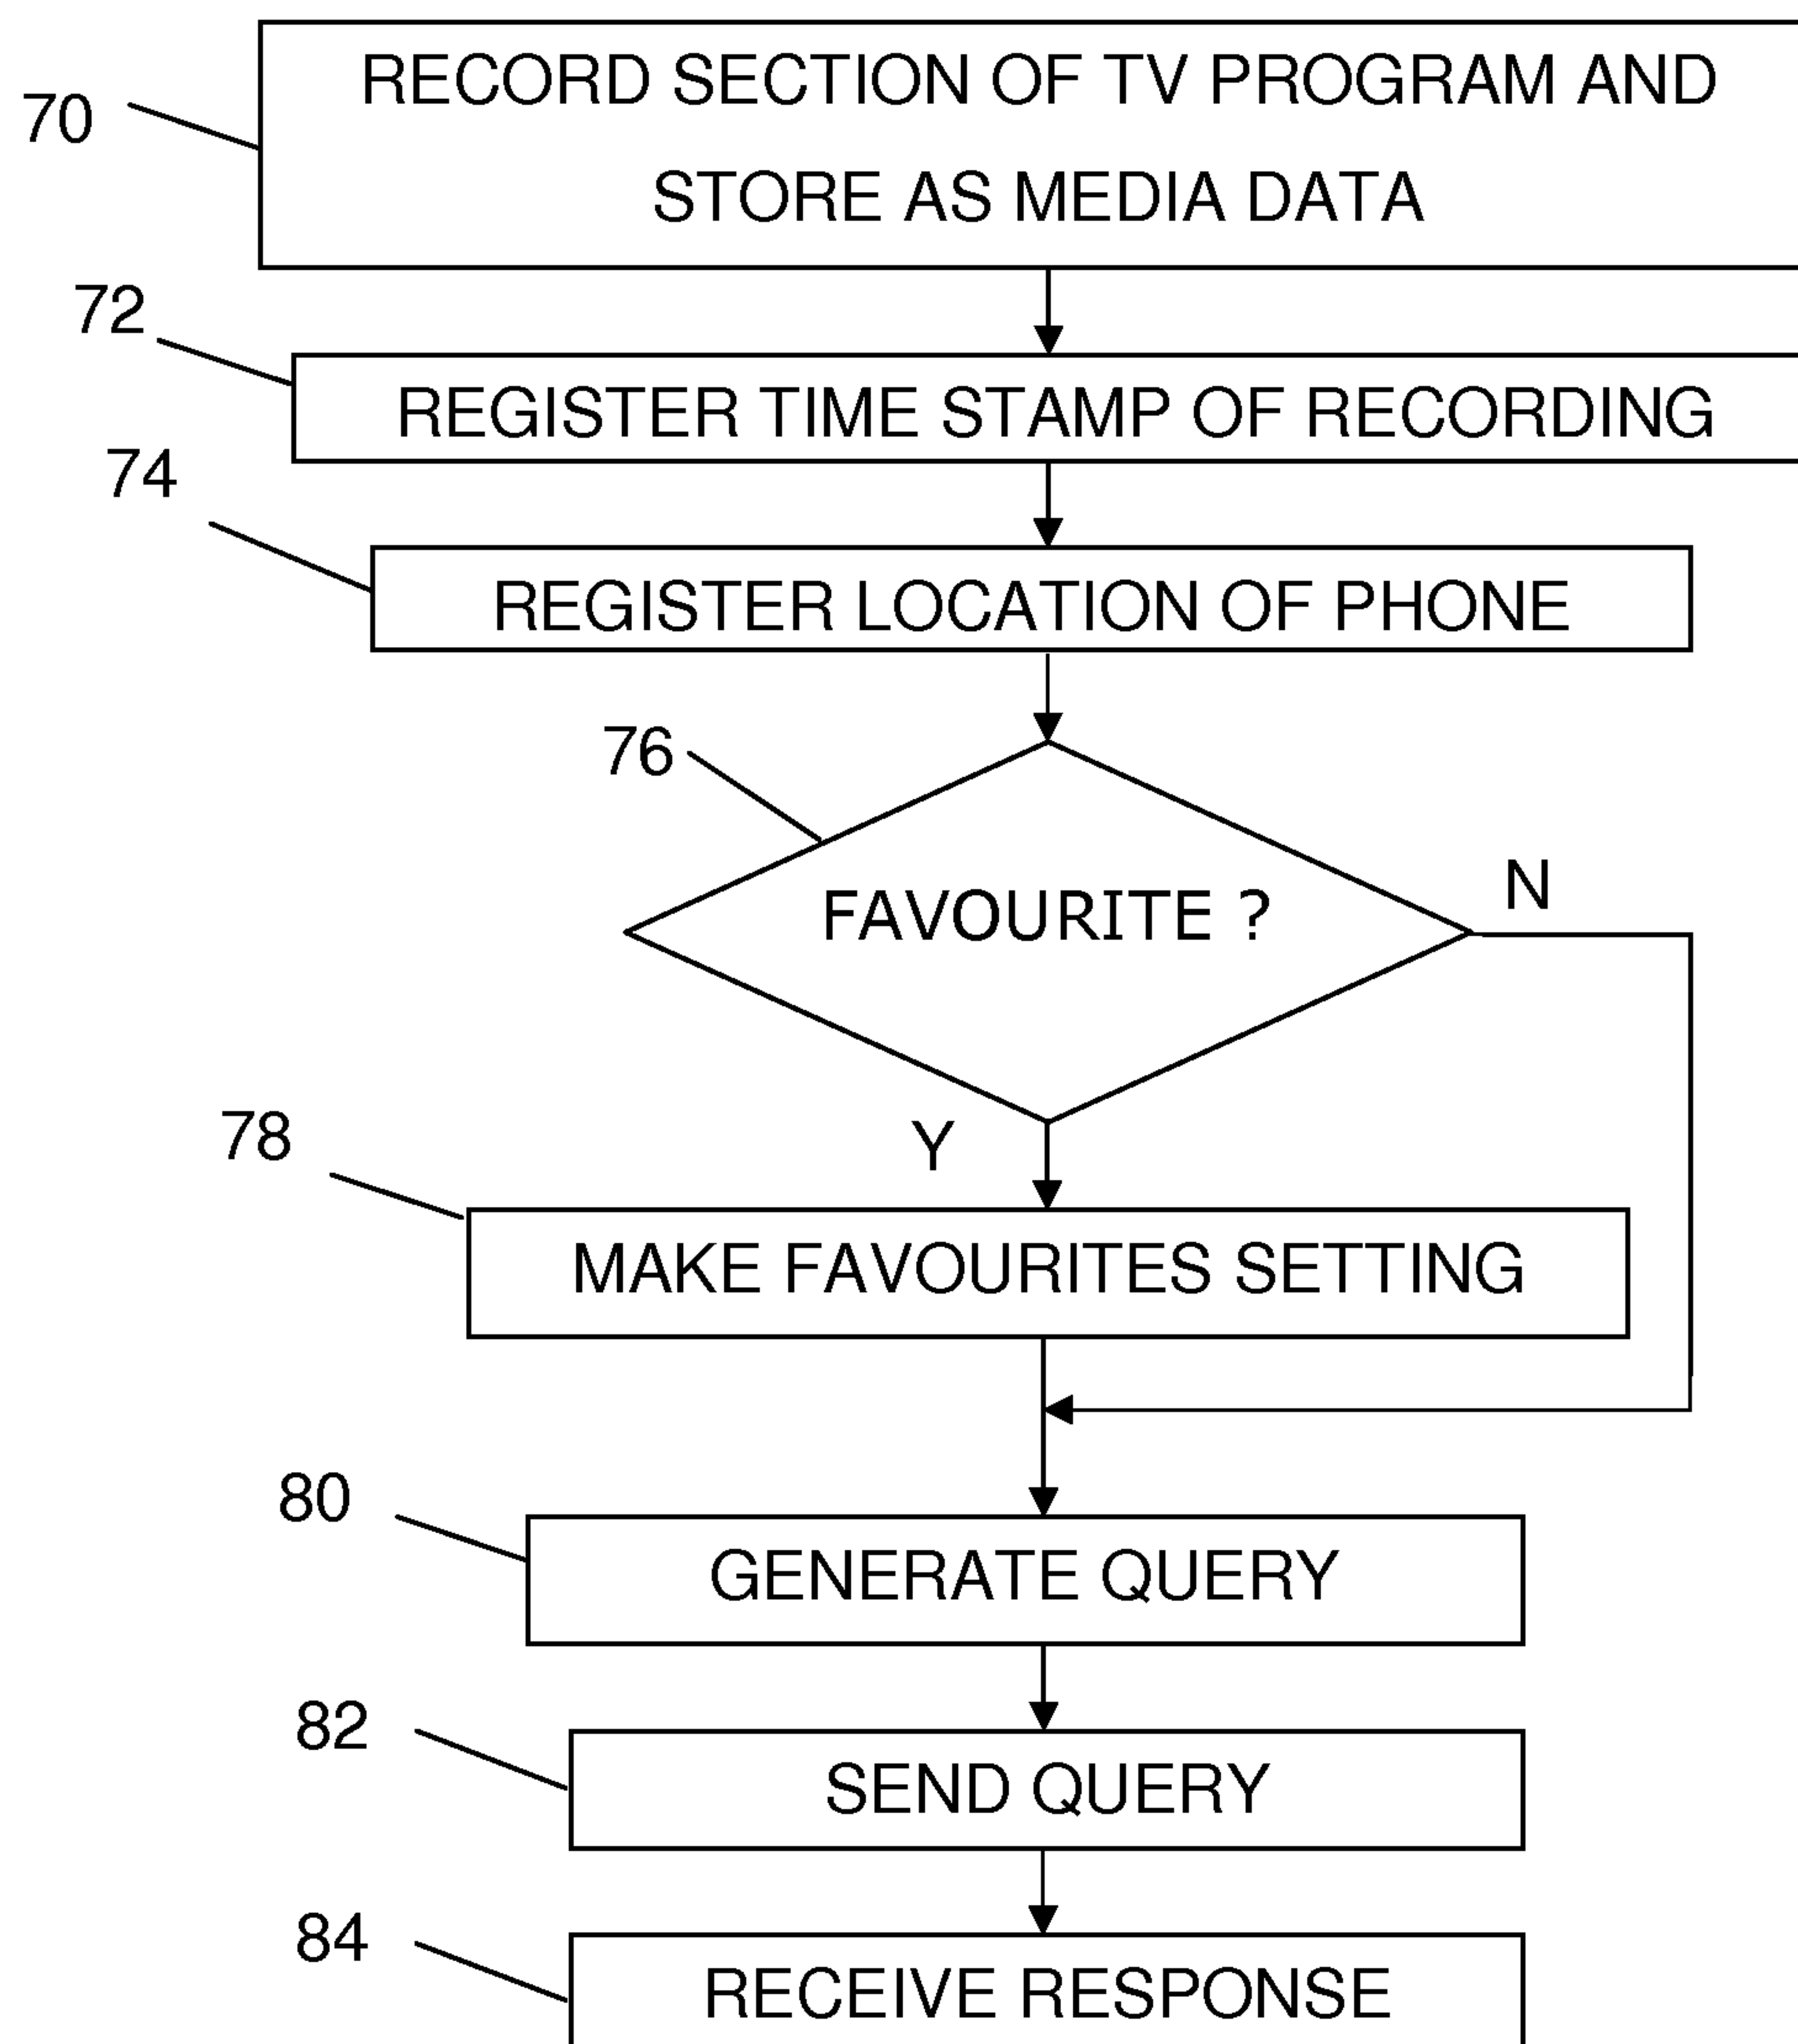 70
RECORD SECTION OF TV PROGRAM AND
STORE AS MEDIA DATA
72
REGISTER TIME STAMP OF RECORDING
74
REGISTER LOCATION OF PHONE
76
FAVOURITE ?
N
Y
78
MAKE FAVOURITES SETTING
80
GENERATE QUERY
82
SEND QUERY
84
RECEIVE RESPONSE